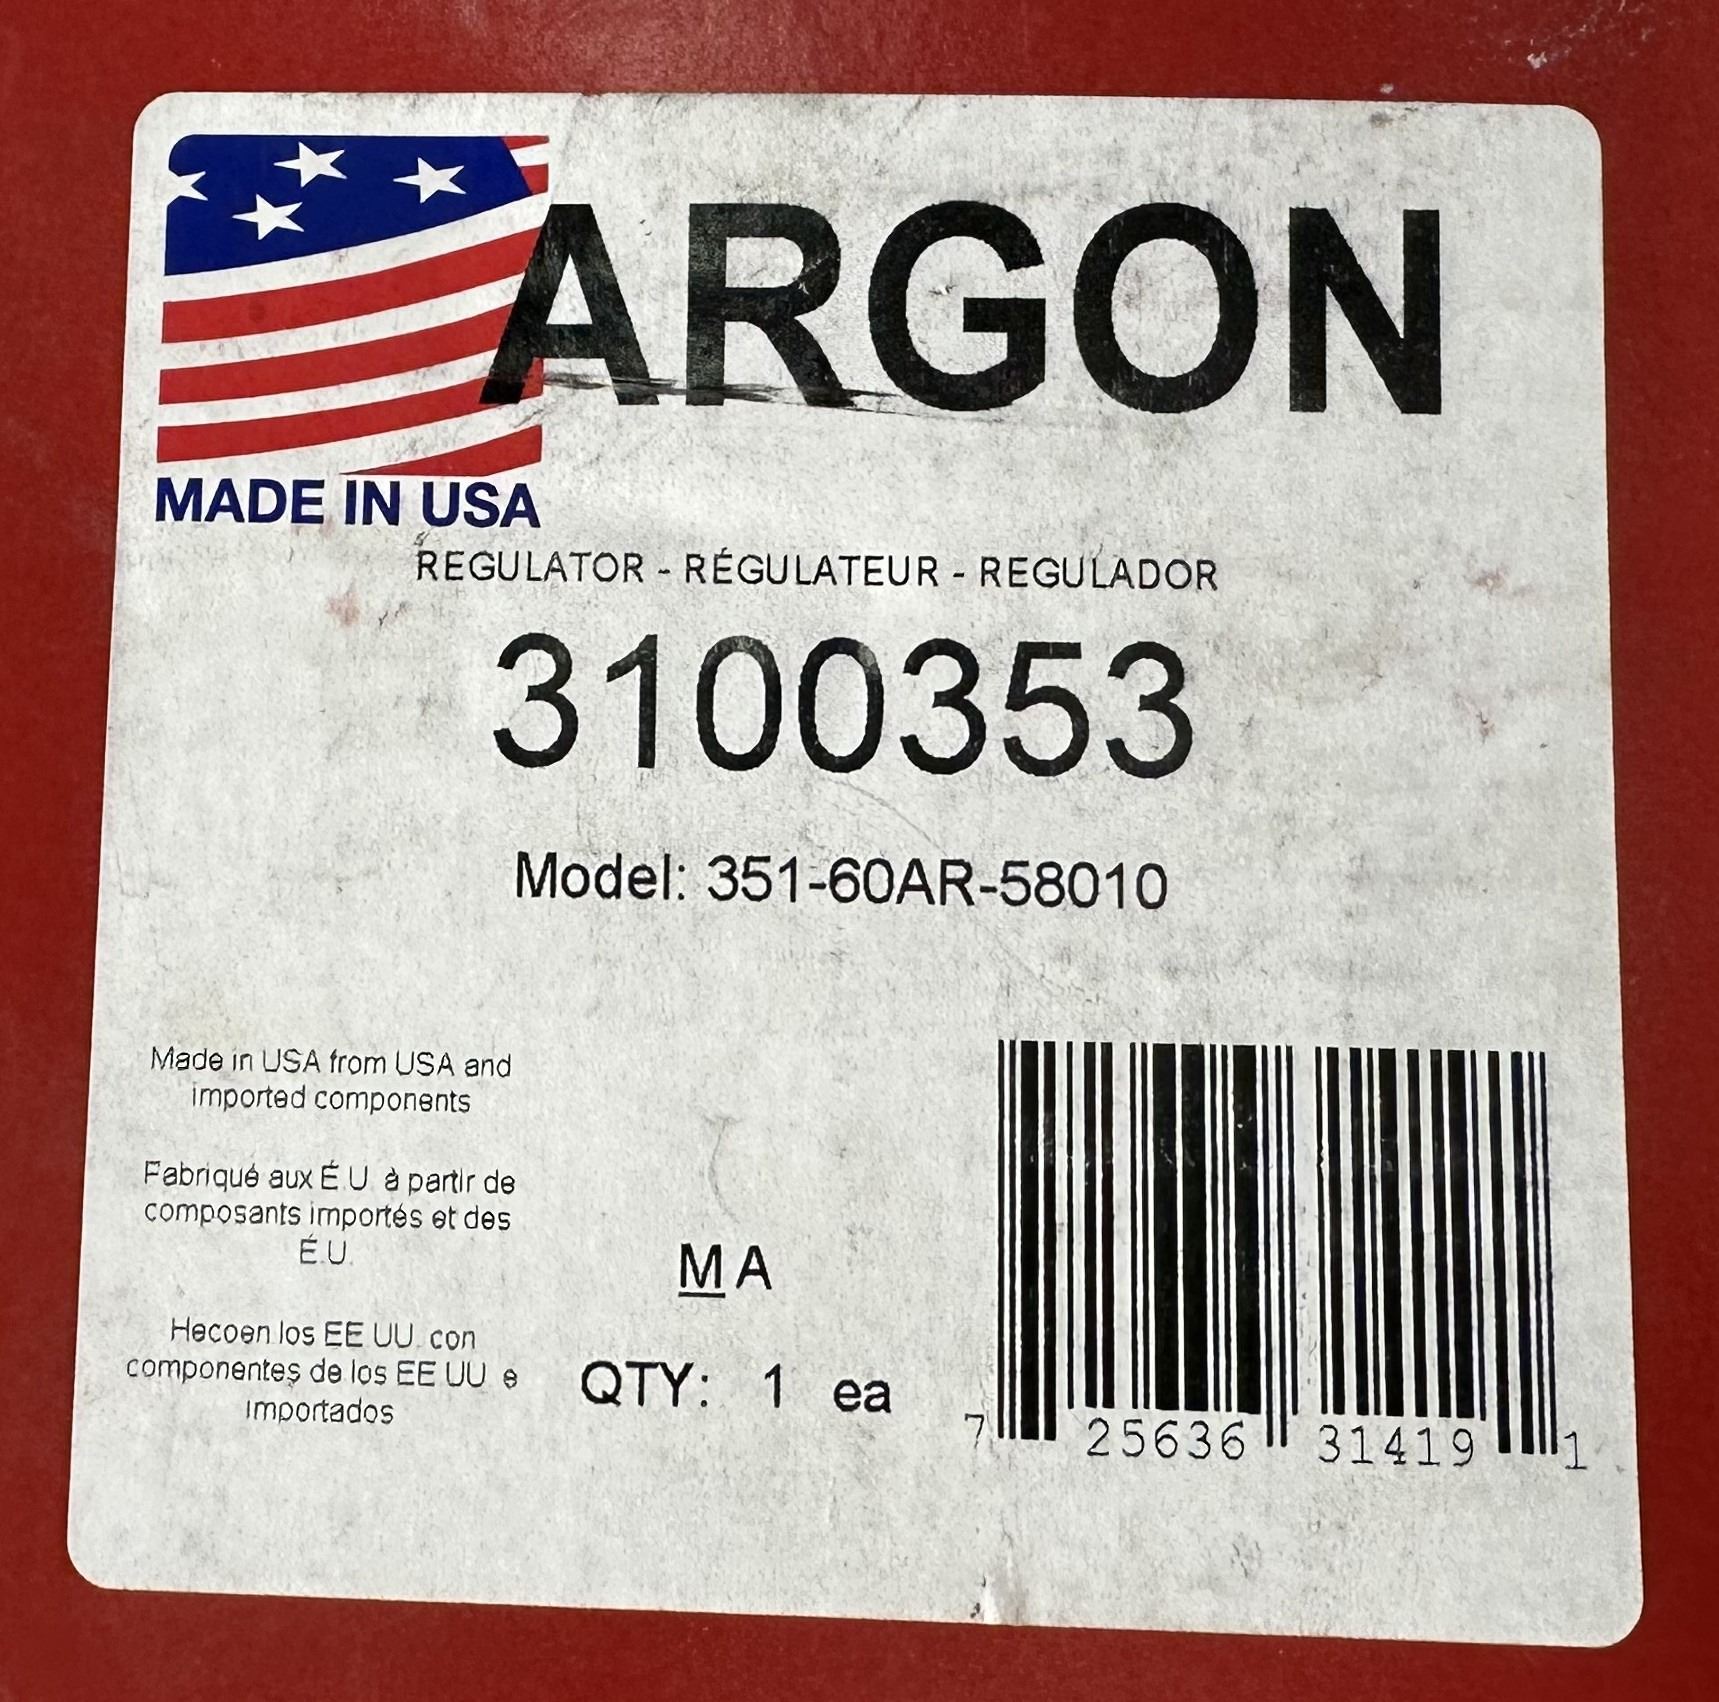 ARGON
MADE IN USA
REGULATOR - RÉGULATEUR - REGULADOR
3100353
Model: 351-60AR-58010
Made in USA from USA and
imported components
Fabriqué aux É.U à partir de
composants importés et des
É.U.
Hecoen los EE UU. con
componentes de los EE UU e
importados
M A
QTY: 1 ea
7 25636 31419 1